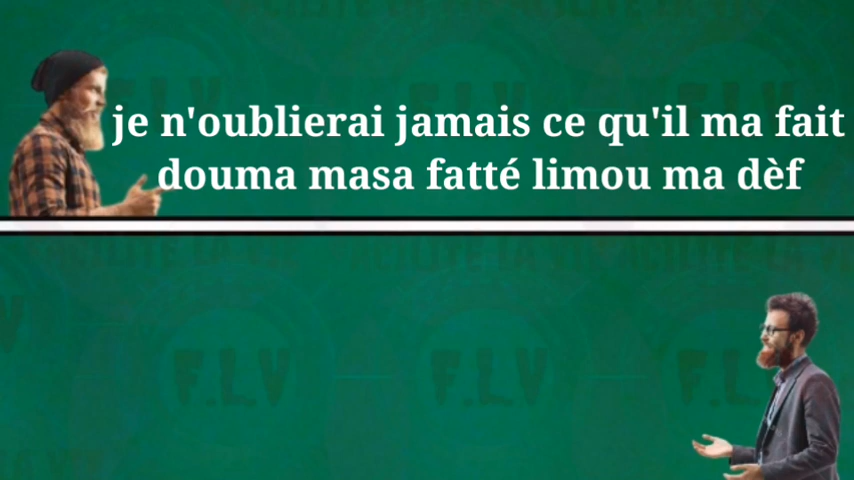 je n'oublierai jamais ce qu'il ma fait
douma masa fatté limou ma dèf
F.L.V F.L.V F.L.V